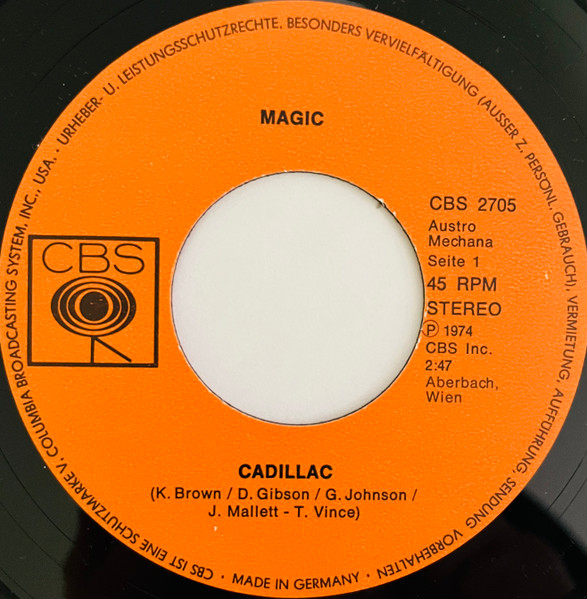 URHEBER- U. LEISTUNGSSCHUTZRECHTE, BESONDERS VERVIELFÄLTIGUNG (AUSSER Z. PERSÖNL. GEBRAUCH), VERMIETUNG, AUFFÜHRUNG, SENDUNG VORBEHALTEN
MAGIC
CBS
CBS 2705
Austro
Mechana
Seite 1
45 RPM
STEREO
Ⓟ 1974
CBS Inc.
2:47
Aberbach,
Wien
CADILLAC
(K. Brown / D. Gibson / G. Johnson /
J. Mallett - T. Vince)
· CBS IST EINE SCHUTZMARKE V. COLUMBIA BROADCASTING SYSTEM, INC., USA. ·
· MADE IN GERMANY ·